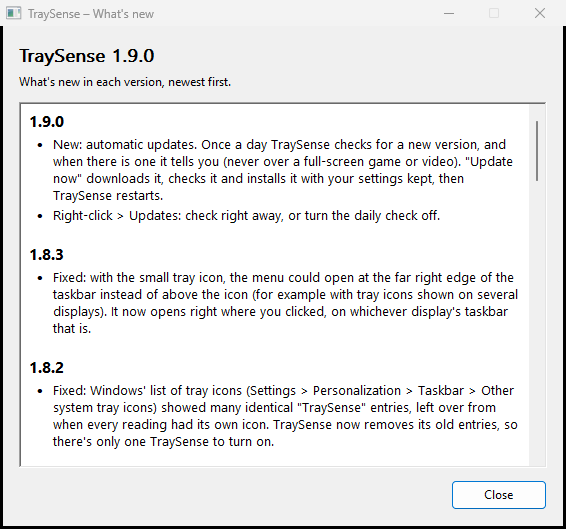 TraySense – What's new
TraySense 1.9.0
What's new in each version, newest first.
1.9.0
• New: automatic updates. Once a day TraySense checks for a new version, and
when there is one it tells you (never over a full-screen game or video). "Update
now" downloads it, checks it and installs it with your settings kept, then
TraySense restarts.
• Right-click > Updates: check right away, or turn the daily check off.
1.8.3
• Fixed: with the small tray icon, the menu could open at the far right edge of the
taskbar instead of above the icon (for example with tray icons shown on several
displays). It now opens right where you clicked, on whichever display's taskbar
that is.
1.8.2
• Fixed: Windows' list of tray icons (Settings > Personalization > Taskbar > Other
system tray icons) showed many identical "TraySense" entries, left over from
when every reading had its own icon. TraySense now removes its old entries, so
there's only one TraySense to turn on.
Close